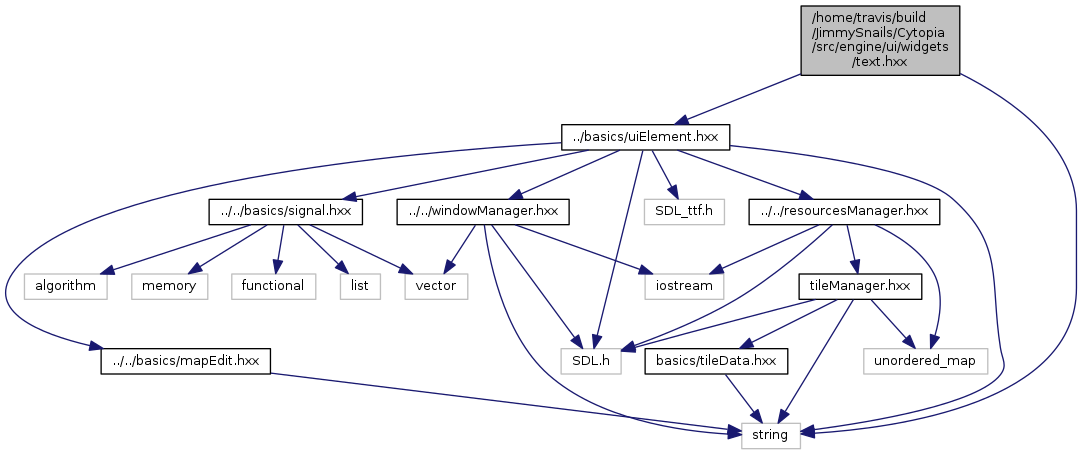 /home/travis/build
/JimmySnails/Cytopia
/src/engine/ui/widgets
/text.hxx
../basics/uiElement.hxx
../../basics/signal.hxx
../../windowManager.hxx
SDL_ttf.h
../../resourcesManager.hxx
algorithm
memory
functional
list
vector
iostream
tileManager.hxx
../../basics/mapEdit.hxx
SDL.h
basics/tileData.hxx
unordered_map
string